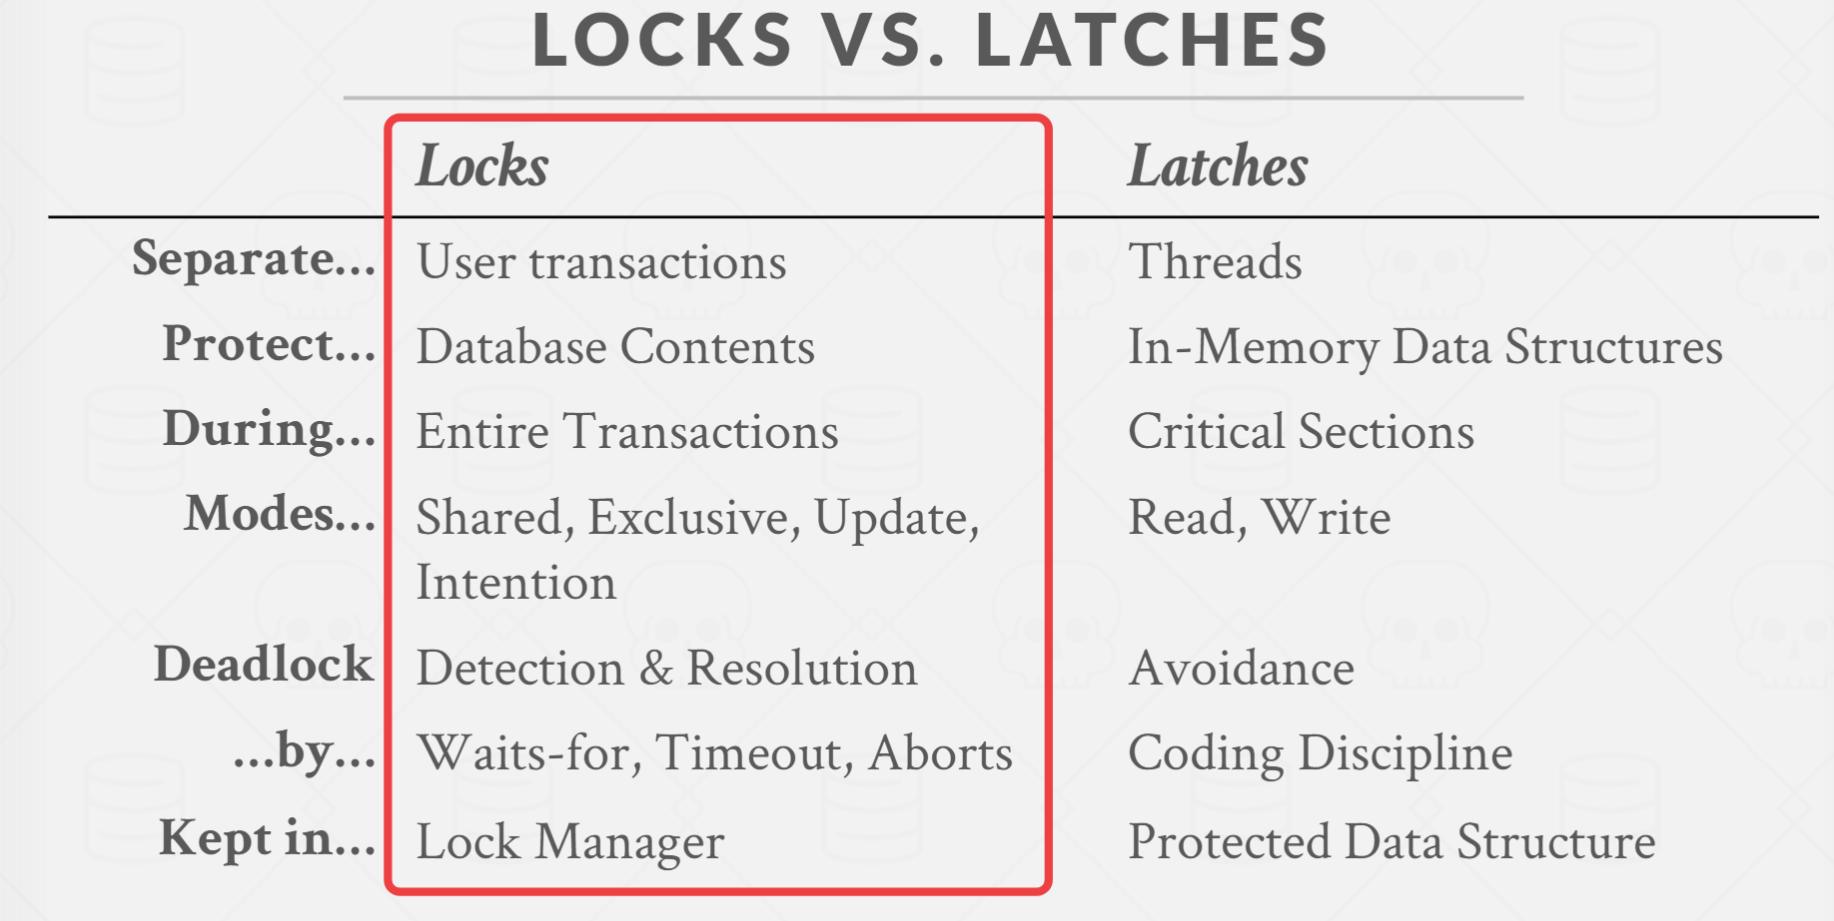 LOCKS VS. LATCHES
Locks Latches
Separate... User transactions Threads
Protect... Database Contents In-Memory Data Structures
During... Entire Transactions Critical Sections
Modes... Shared, Exclusive, Update, Read, Write
Intention
Deadlock Detection & Resolution Avoidance
...by... Waits-for, Timeout, Aborts Coding Discipline
Kept in... Lock Manager Protected Data Structure